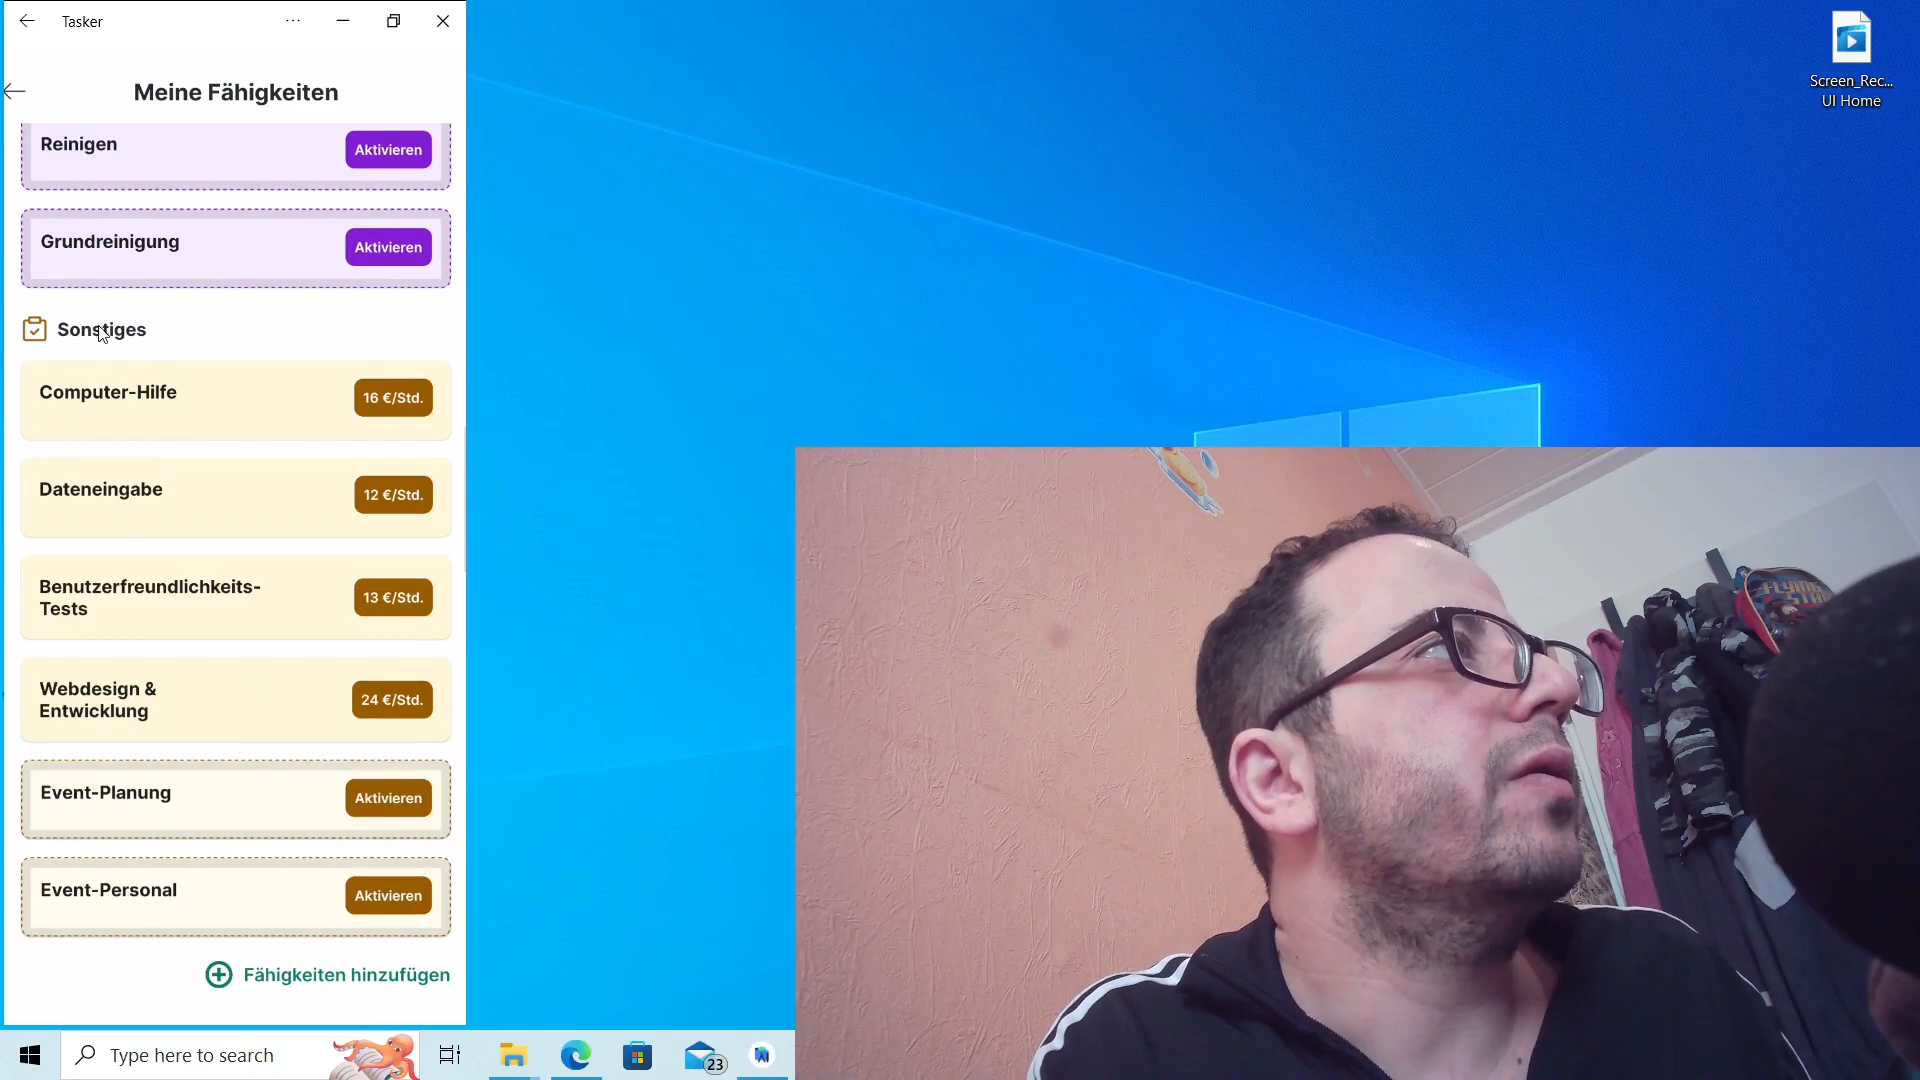 Tasker
Meine Fähigkeiten
Reinigen
Aktivieren
Grundreinigung
Aktivieren
Sonstiges
Computer-Hilfe
16 €/Std.
Dateneingabe
12 €/Std.
Benutzerfreundlichkeits-
Tests
13 €/Std.
Webdesign &
Entwicklung
24 €/Std.
Event-Planung
Aktivieren
Event-Personal
Aktivieren
Fähigkeiten hinzufügen
Type here to search
23
Screen_Rec...
UI Home
FLYING